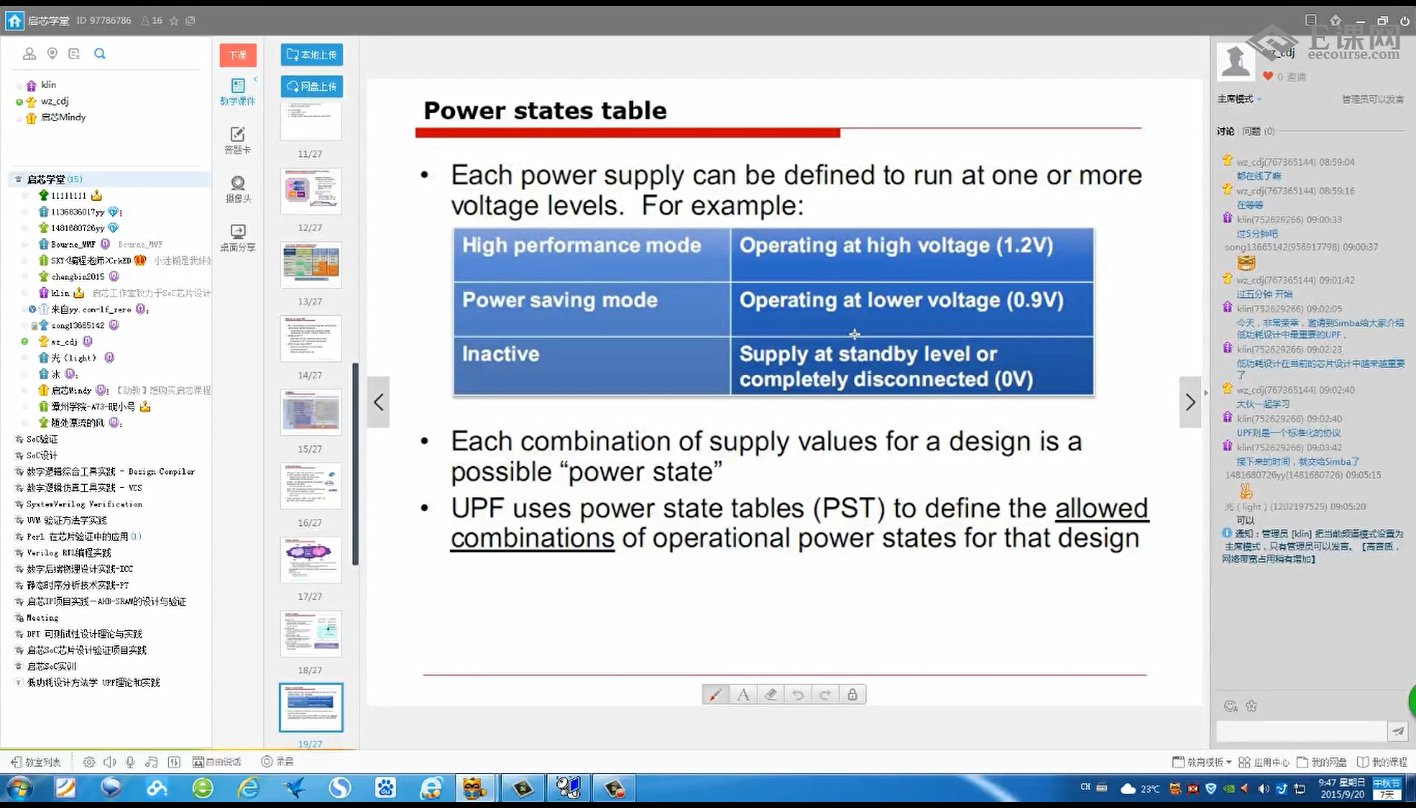 启芯学堂 ID 97786786 16
E课网
eecourse.com
klin
wz_cdj
启芯Mindy
启芯学堂 (15)
11111111
1136836017yy
1481680726yy
Bourne_MWF Bourne_MWF
chengbin2015
klin 启芯工作室致力于SoC芯片设计
来自yy.com-lf_zero
song13665142
wz_cdj
光 (light)
冰
启芯Mindy 【助教】想购买启芯课程
漳州学院-A73-昵小号
随处漂流的风
SoC验证
SoC设计
数字逻辑综合工具实践 - Design Compiler
数字逻辑仿真工具实践 - VCS
SystemVerilog Verification
UVM 验证方法学实践
Perl 在芯片验证中的应用 (1)
Verilog RTL编程实践
数字后端物理设计实践-ICC
静态时序分析技术实践-PT
启芯IP项目实践-AHB-SRAM的设计与验证
Meeting
DFT 可测试性设计理论与实践
启芯SoC芯片设计验证项目实践
启芯SoC实训
低功耗设计方法学 UPF理论和实践
下课
教学课件
答题卡
摄像头
桌面分享
本地上传
网盘上传
11/27
12/27
13/27
14/27
15/27
16/27
17/27
18/27
19/27
Power states table
• Each power supply can be defined to run at one or more
voltage levels. For example:
High performance mode Operating at high voltage (1.2V)
Power saving mode Operating at lower voltage (0.9V)
Inactive Supply at standby level or
completely disconnected (0V)
• Each combination of supply values for a design is a
possible “power state”
• UPF uses power state tables (PST) to define the allowed
combinations of operational power states for that design
wz_cdj
0 邀请
主席模式 管理员可以发言
讨论 问题 (0)
wz_cdj(767365144) 08:59:04
都在线了嘛
wz_cdj(767365144) 08:59:16
在等等
klin(752629266) 09:00:33
过5分钟吧
song13665142(956917798) 09:00:37
wz_cdj(767365144) 09:01:42
过五分钟 开始
klin(752629266) 09:02:05
今天，非常荣幸，邀请到Simba给大家介绍
低功耗设计中最重要的UPF，
klin(752629266) 09:02:23
低功耗设计在当前的芯片设计中越来越重要
了
wz_cdj(767365144) 09:02:40
大伙一起学习
klin(752629266) 09:02:40
UPF则是一个标准化的协议
klin(752629266) 09:03:42
接下来的时间，就交给Simba了
1481680726yy(1481680726) 09:05:15
光 ( light ) (1202197525) 09:05:20
可以
通知：管理员 [klin] 把当前频道模式设置为
主席模式，只有管理员可以发言。【高音质，
网络带宽占用稍有增加】
教室列表
自由说话
录音
教育模板
应用中心
我的网盘
我的课程
CH
23℃
9:47 星期日
2015/9/20
中秋节
7天